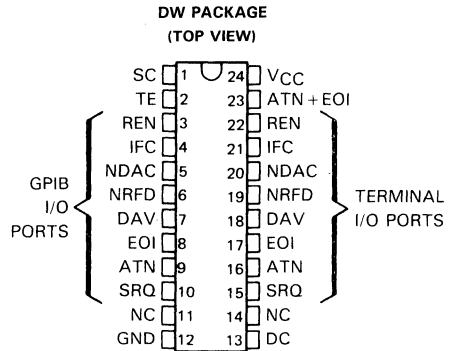 DW PACKAGE
(TOP VIEW)
SC 1 24 VCC
TE 2 23 ATN + EOI
REN 3 22 REN
IFC 4 21 IFC
NDAC 5 20 NDAC
NRFD 6 19 NRFD
DAV 7 18 DAV
EOI 8 17 EOI
ATN 9 16 ATN
SRQ 10 15 SRQ
NC 11 14 NC
GND 12 13 DC
GPIB
I/O
PORTS
TERMINAL
I/O PORTS